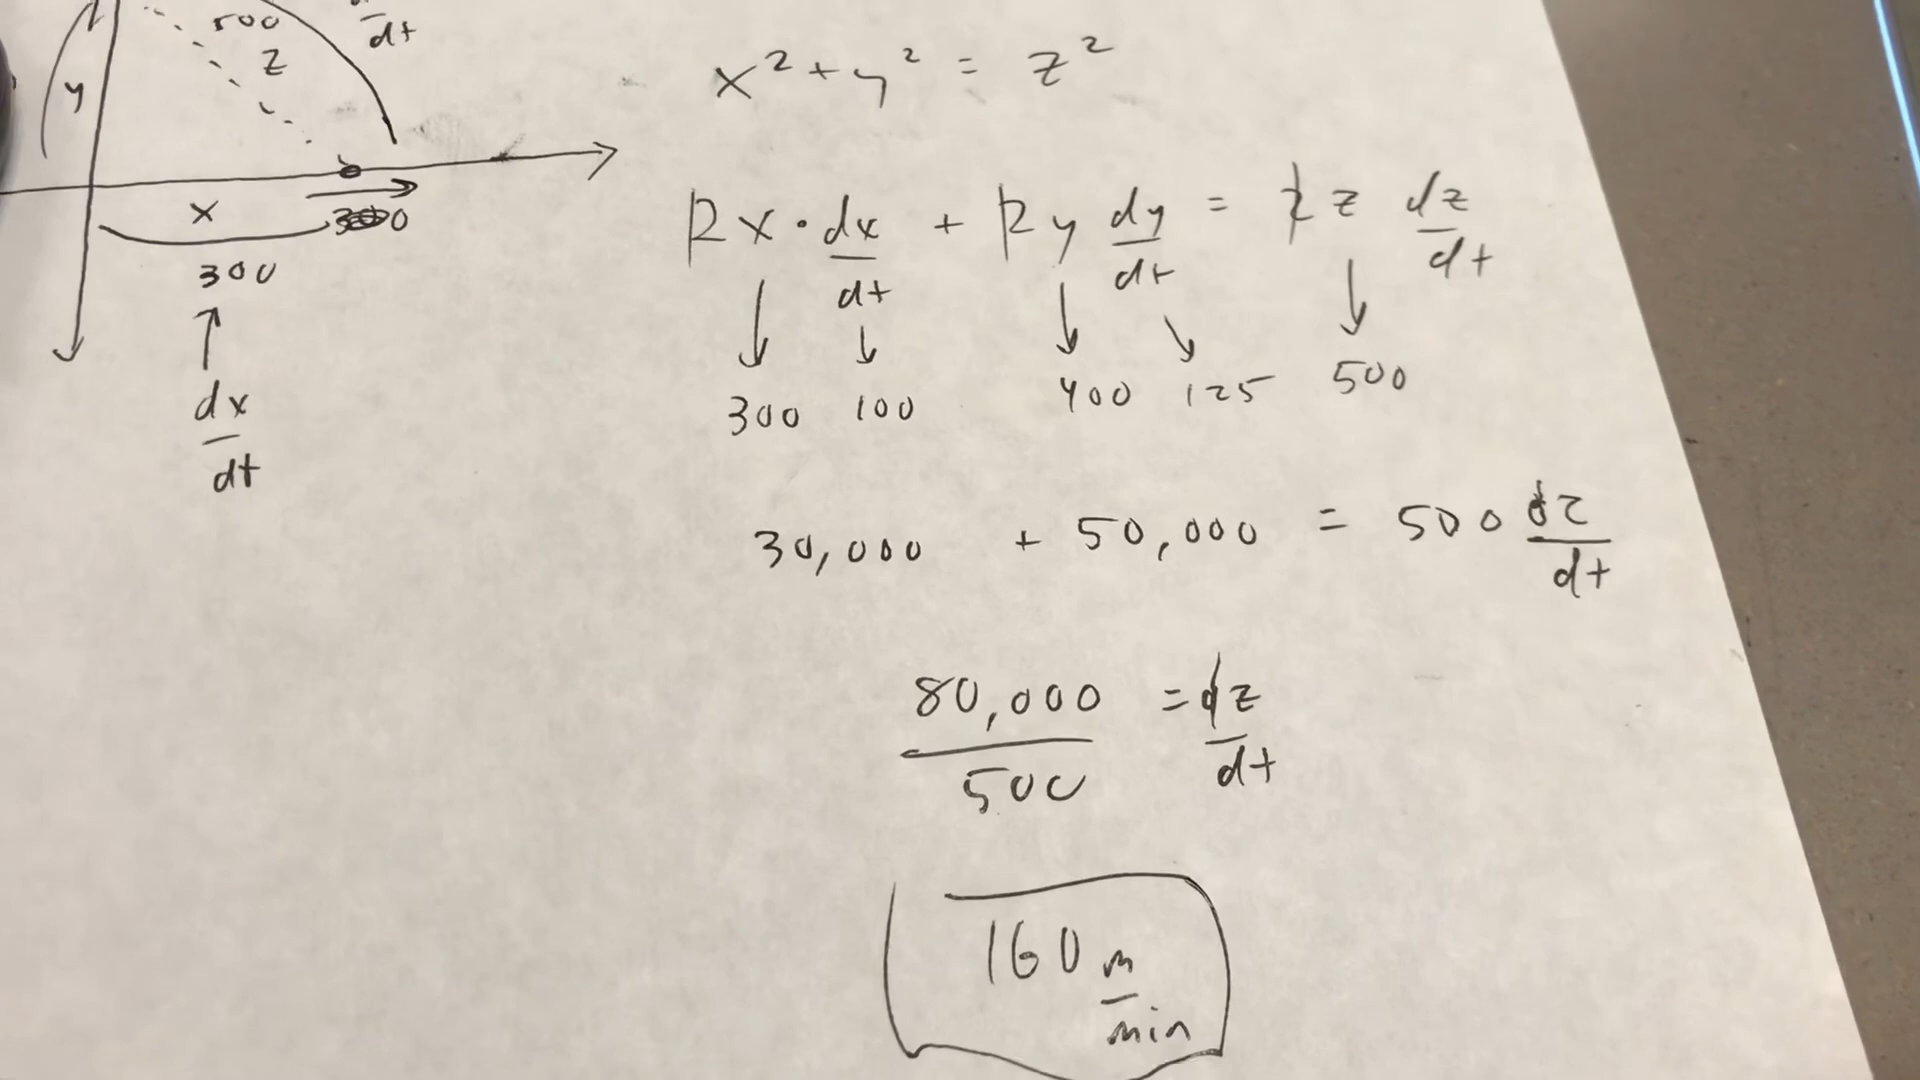 500
dt
z
y
x
300
300
dx
dt
x² + y² = z²
2x · dx/dt + 2y dy/dt = 2z dz/dt
300 100 400 125 500
30,000 + 50,000 = 500 dz/dt
80,000/500 = dz/dt
160 m/min